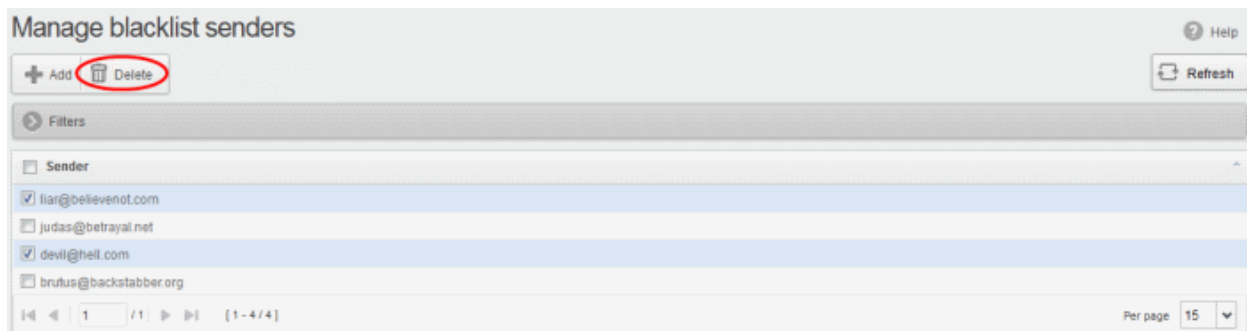 Manage blacklist senders
Help
Add Delete
Refresh
Filters
Sender
liar@believenot.com
judas@betrayal.net
devil@hell.com
brutus@backstabber.org
1 / 1 [ 1 - 4 / 4 ] Per page 15